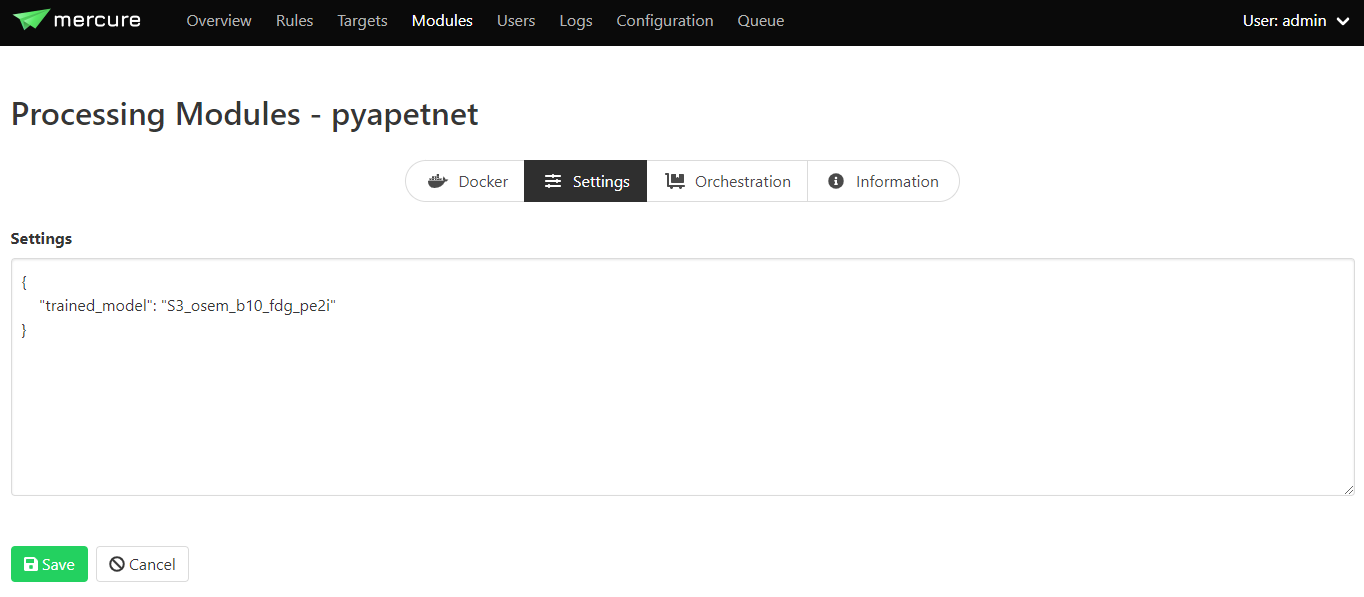 mercure Overview Rules Targets Modules Users Logs Configuration Queue User: admin
Processing Modules - pyapetnet
Docker Settings Orchestration Information
Settings
{
"trained_model": "S3_osem_b10_fdg_pe2i"
}
Save Cancel